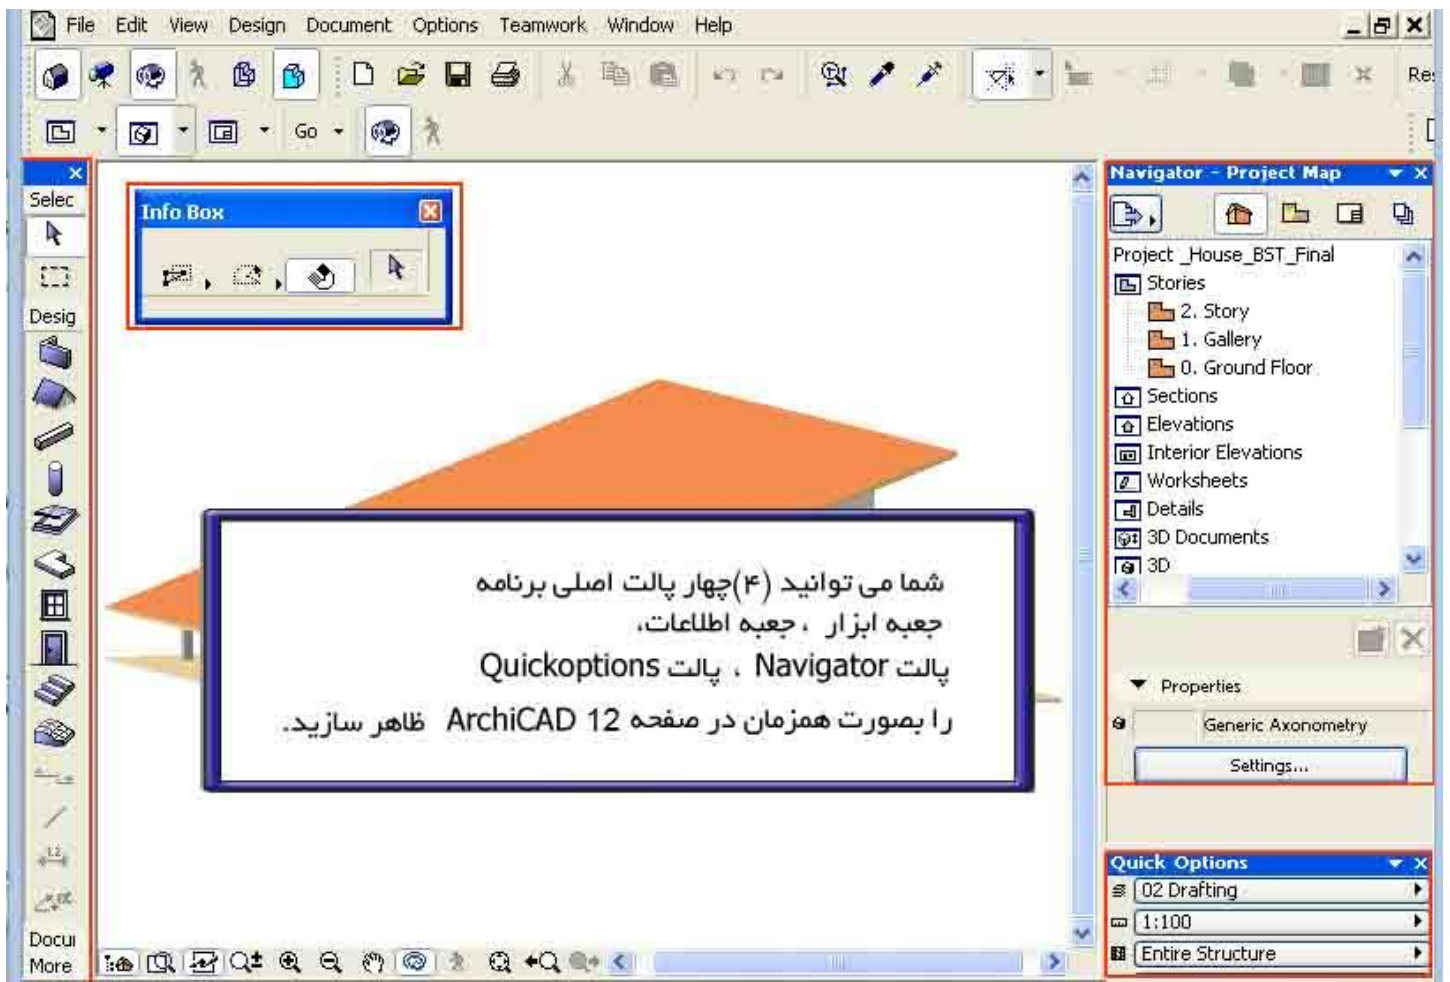 File Edit View Design Document Options Teamwork Window Help
Go
Selec
Desig
Docu
More
Info Box
شما می توانید (۴)چهار پالت اصلی برنامه
جعبه ابزار ، جعبه اطلاعات،
پالت Navigator ، پالت Quickoptions
را بصورت همزمان در صفحه ArchiCAD 12 ظاهر سازید.
Navigator - Project Map
Project _House_BST_Final
Stories
2. Story
1. Gallery
0. Ground Floor
Sections
Elevations
Interior Elevations
Worksheets
Details
3D Documents
3D
Properties
Generic Axonometry
Settings...
Quick Options
02 Drafting
1:100
Entire Structure